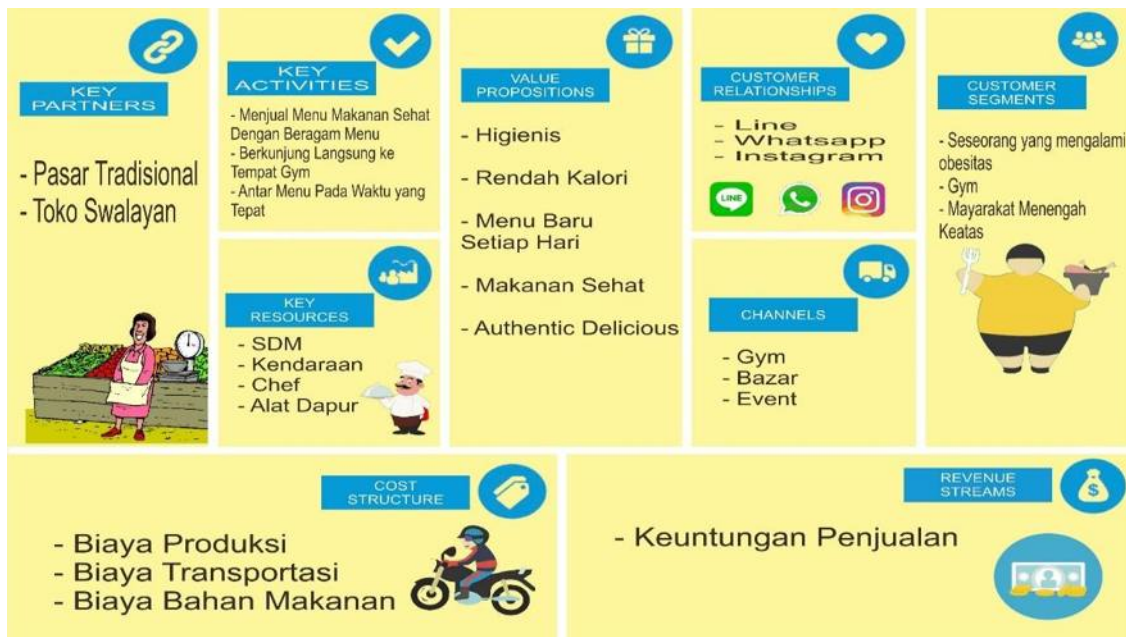 KEY
PARTNERS
- Pasar Tradisional
- Toko Swalayan
KEY
ACTIVITIES
- Menjual Menu Makanan Sehat
Dengan Beragam Menu
- Berkunjung Langsung ke
Tempat Gym
- Antar Menu Pada Waktu yang
Tepat
KEY
RESOURCES
- SDM
- Kendaraan
- Chef
- Alat Dapur
VALUE
PROPOSITIONS
- Higienis
- Rendah Kalori
- Menu Baru
Setiap Hari
- Makanan Sehat
- Authentic Delicious
CUSTOMER
RELATIONSHIPS
- Line
- Whatsapp
- Instagram
LINE
CHANNELS
- Gym
- Bazar
- Event
CUSTOMER
SEGMENTS
- Seseorang yang mengalami
obesitas
- Gym
- Mayarakat Menengah
Keatas
COST
STRUCTURE
- Biaya Produksi
- Biaya Transportasi
- Biaya Bahan Makanan
REVENUE
STREAMS
$
- Keuntungan Penjualan